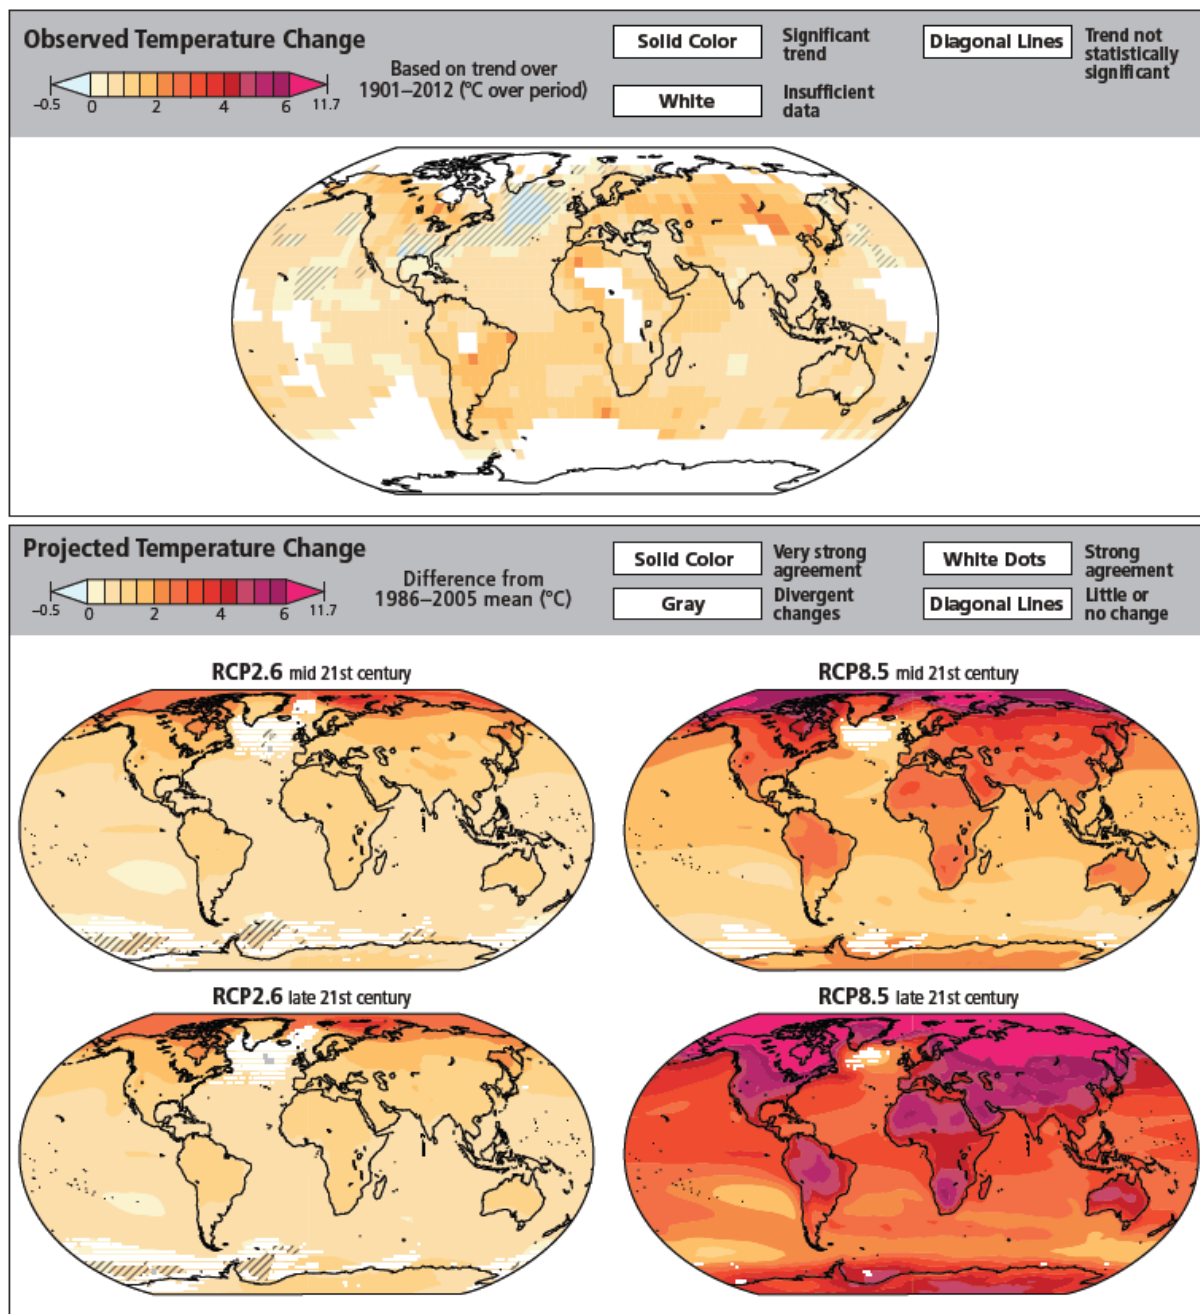 Observed Temperature Change
–0.5 0 2 4 6 11.7
Based on trend over
1901–2012 (°C over period)
Solid Color
Significant
trend
Diagonal Lines
Trend not
statistically
significant
White
Insufficient
data
Projected Temperature Change
–0.5 0 2 4 6 11.7
Difference from
1986–2005 mean (°C)
Solid Color
Very strong
agreement
White Dots
Strong
agreement
Gray
Divergent
changes
Diagonal Lines
Little or
no change
RCP2.6 mid 21st century
RCP8.5 mid 21st century
RCP2.6 late 21st century
RCP8.5 late 21st century